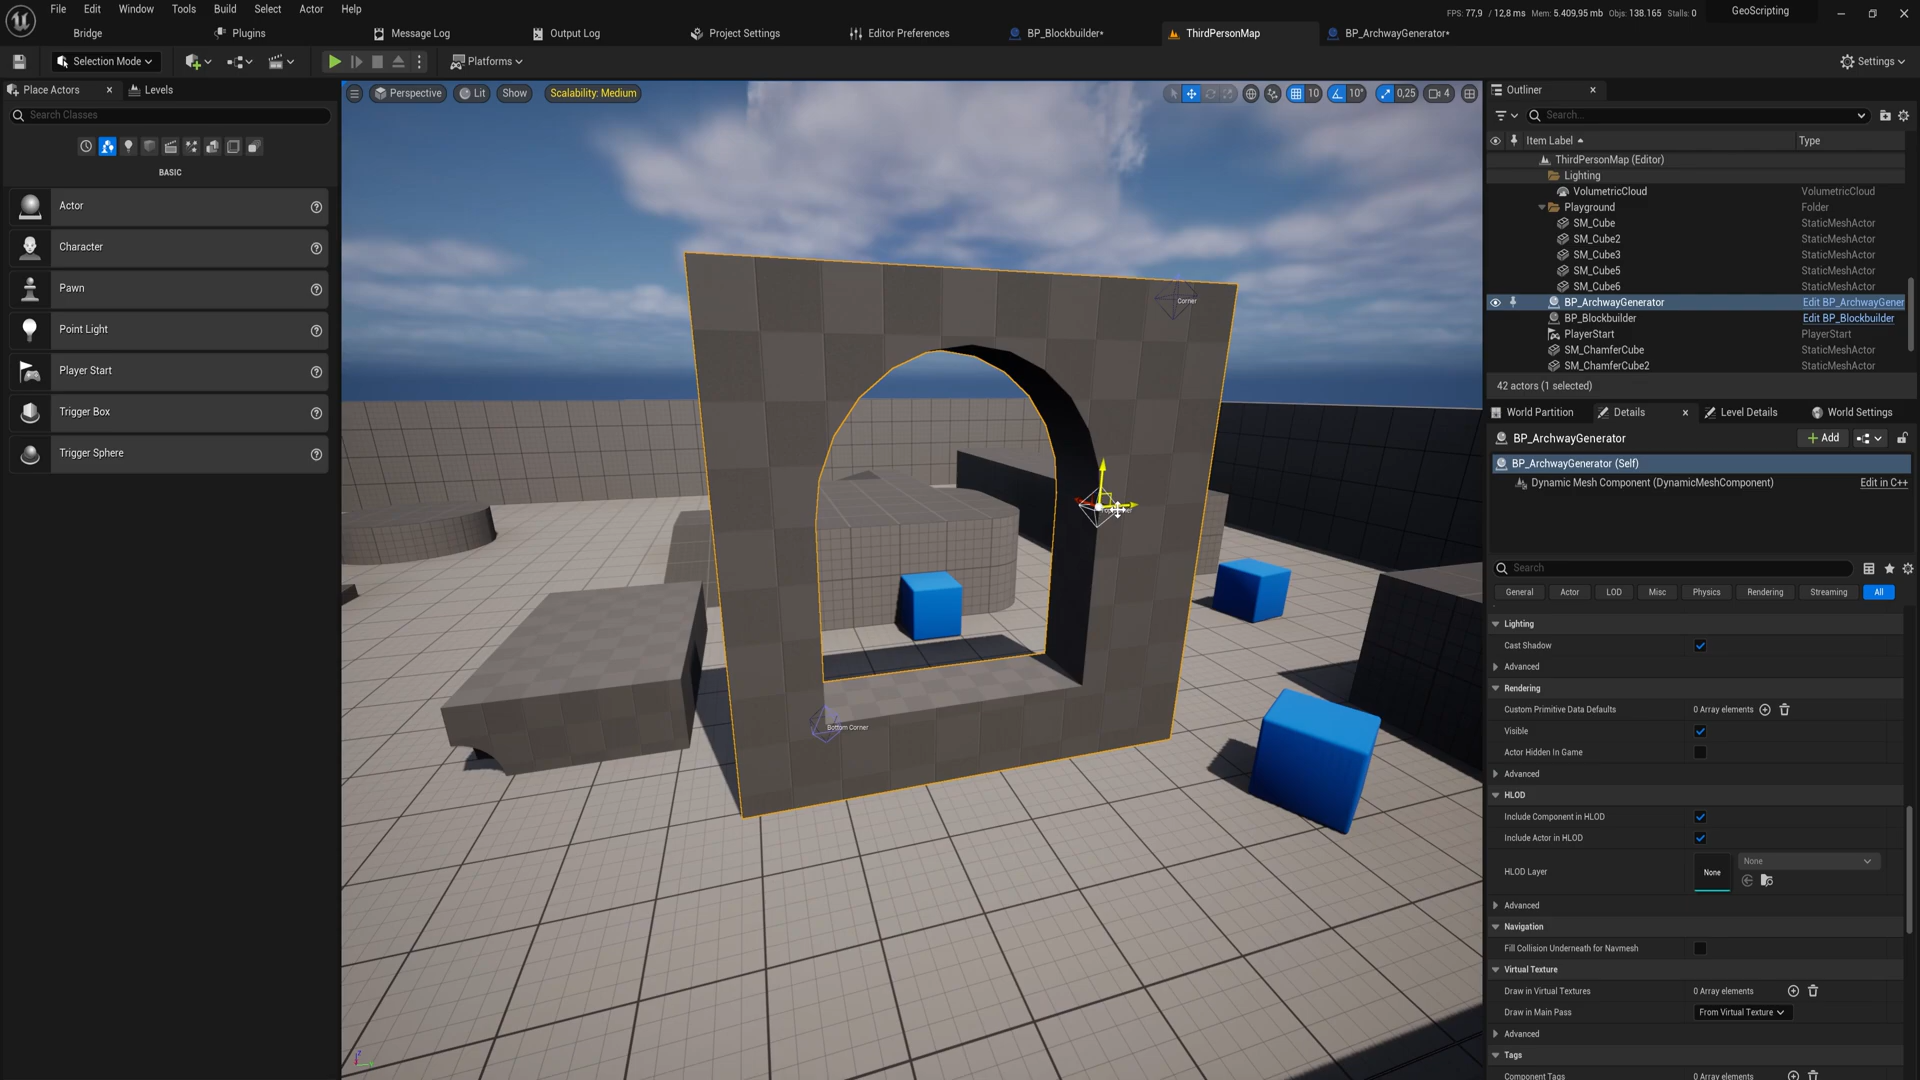 File Edit Window Tools Build Select Actor Help
FPS: 77,9 / 12,8 ms Mem: 5.409,95 mb Objs: 138.165 Stalls: 0
GeoScripting
Bridge Plugins Message Log Output Log Project Settings Editor Preferences BP_Blockbuilder* ThirdPersonMap BP_ArchwayGenerator*
Selection Mode Platforms Settings
Place Actors Levels
Search Classes
BASIC
Actor
Character
Pawn
Point Light
Player Start
Trigger Box
Trigger Sphere
Perspective Lit Show Scalability: Medium 10 10° 0,25 4
Corner
Bottom Corner
Outliner
Search...
Item Label Type
ThirdPersonMap (Editor)
Lighting
VolumetricCloud VolumetricCloud
Playground Folder
SM_Cube StaticMeshActor
SM_Cube2 StaticMeshActor
SM_Cube3 StaticMeshActor
SM_Cube5 StaticMeshActor
SM_Cube6 StaticMeshActor
BP_ArchwayGenerator Edit BP_ArchwayGener
BP_Blockbuilder Edit BP_Blockbuilder
PlayerStart PlayerStart
SM_ChamferCube StaticMeshActor
SM_ChamferCube2 StaticMeshActor
42 actors (1 selected)
World Partition Details Level Details World Settings
BP_ArchwayGenerator Add
BP_ArchwayGenerator (Self)
Dynamic Mesh Component (DynamicMeshComponent) Edit in C++
Search
General Actor LOD Misc Physics Rendering Streaming All
Lighting
Cast Shadow
Advanced
Rendering
Custom Primitive Data Defaults 0 Array elements
Visible
Actor Hidden In Game
Advanced
HLOD
Include Component in HLOD
Include Actor in HLOD
HLOD Layer None None
Advanced
Navigation
Fill Collision Underneath for Navmesh
Virtual Texture
Draw in Virtual Textures 0 Array elements
Draw in Main Pass From Virtual Texture
Advanced
Tags
Component Tags 0 Array elements